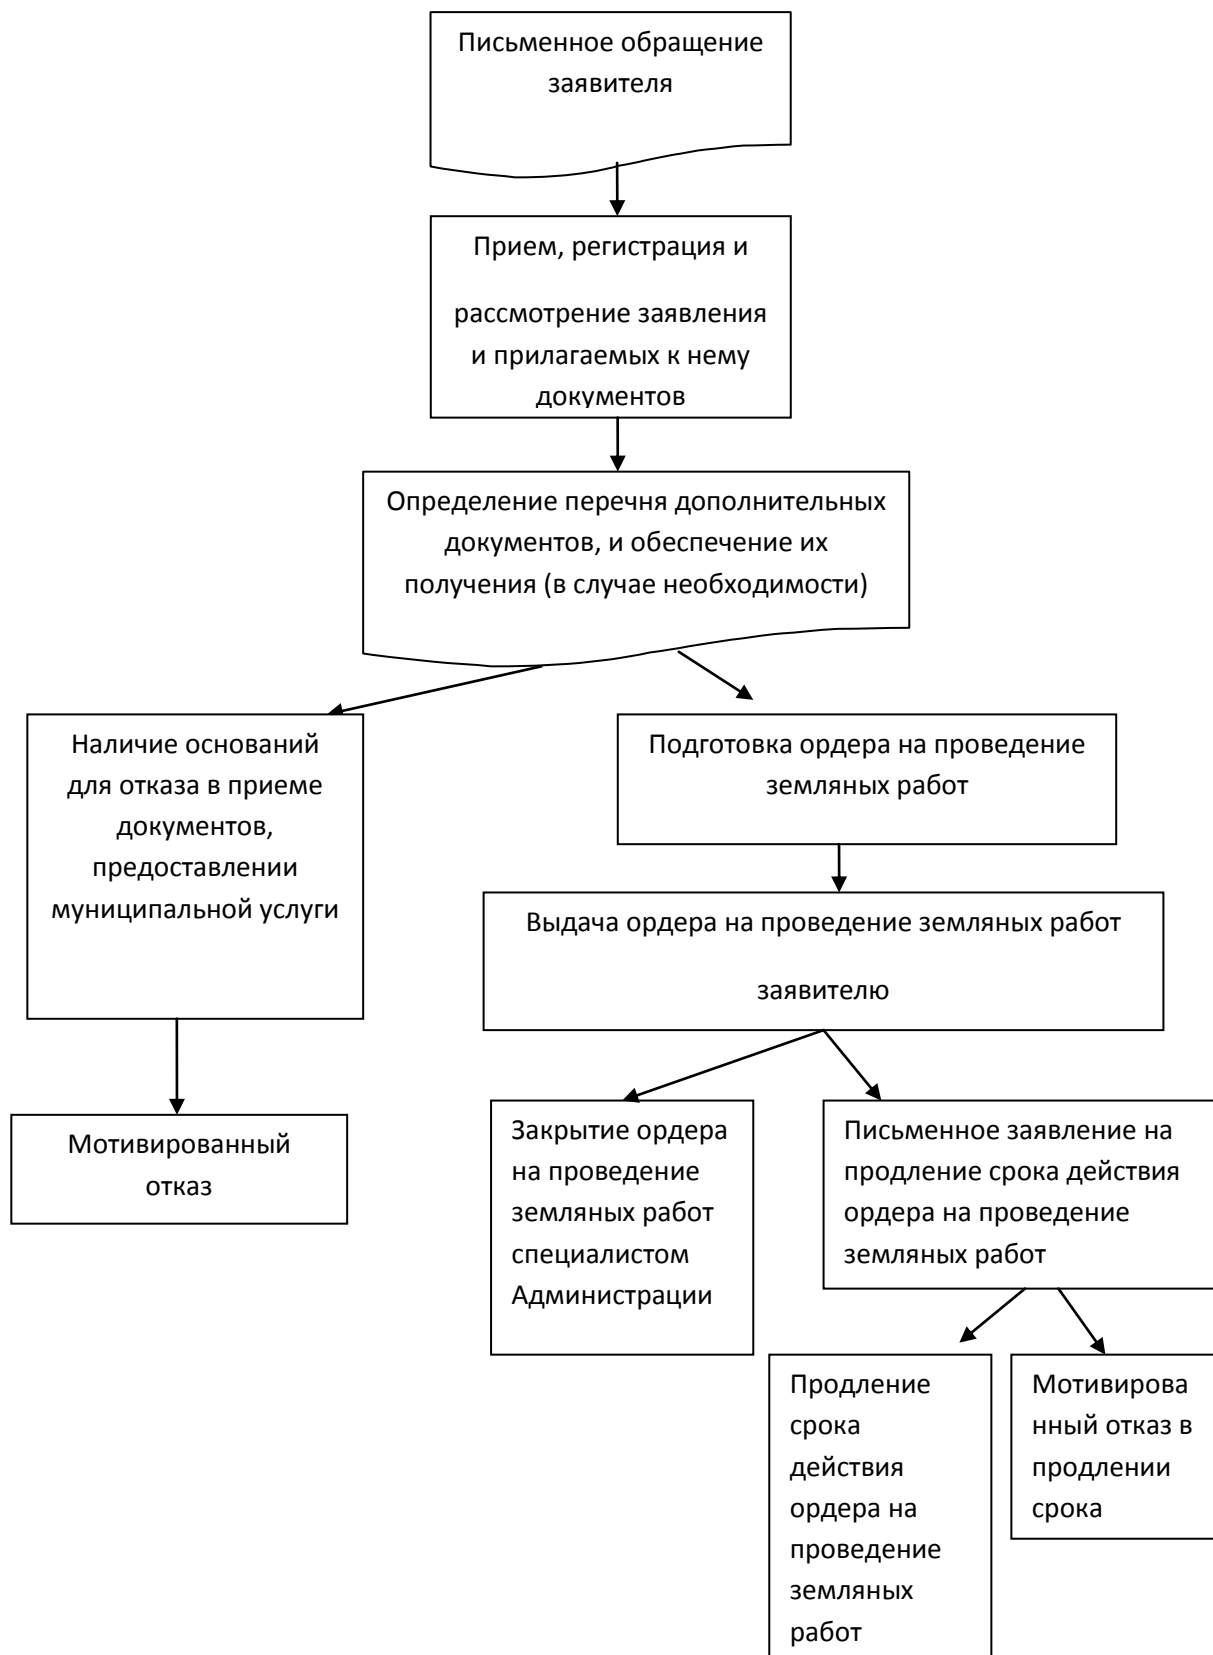 Письменное обращение
заявителя
Прием, регистрация и
рассмотрение заявления
и прилагаемых к нему
документов
Определение перечня дополнительных
документов, и обеспечение их
получения (в случае необходимости)
Наличие оснований
для отказа в приеме
документов,
предоставлении
муниципальной услуги
Подготовка ордера на проведение
земляных работ
Выдача ордера на проведение земляных работ
заявителю
Мотивированный
отказ
Закрытие ордера
на проведение
земляных работ
специалистом
Администрации
Письменное заявление на
продление срока действия
ордера на проведение
земляных работ
Продление
срока
действия
ордера на
проведение
земляных
работ
Мотивирова
нный отказ в
продлении
срока